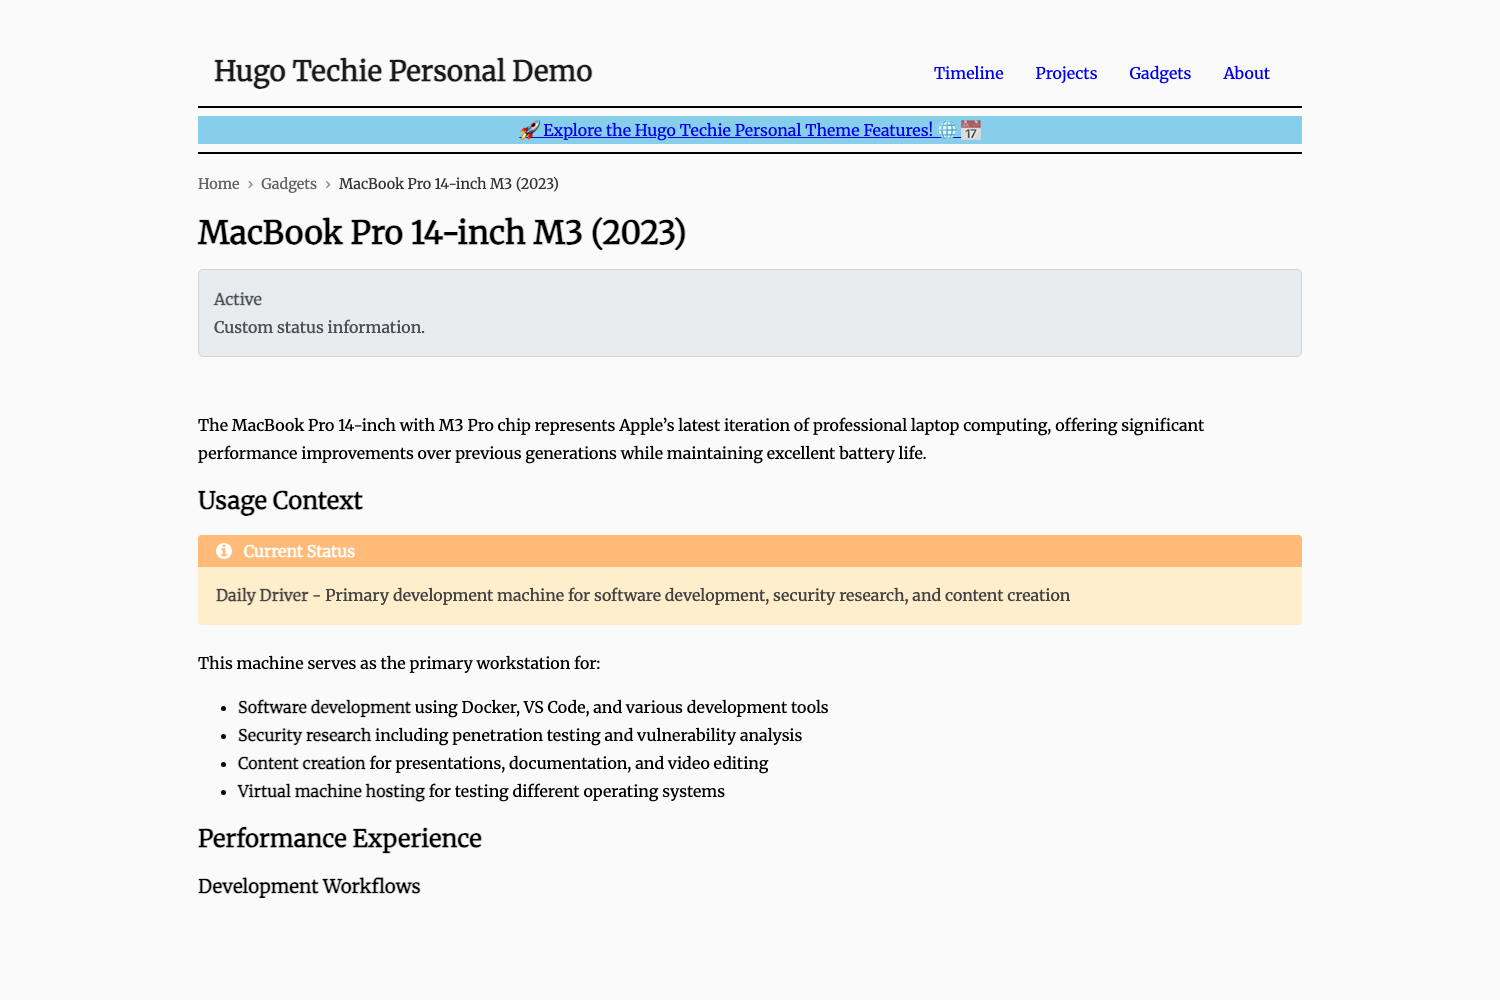 Hugo Techie Personal Demo
Timeline Projects Gadgets About
🚀 Explore the Hugo Techie Personal Theme Features! 🌐📅
Home › Gadgets › MacBook Pro 14-inch M3 (2023)
MacBook Pro 14-inch M3 (2023)
Active
Custom status information.
The MacBook Pro 14-inch with M3 Pro chip represents Apple’s latest iteration of professional laptop computing, offering significant
performance improvements over previous generations while maintaining excellent battery life.
Usage Context
Current Status
Daily Driver - Primary development machine for software development, security research, and content creation
This machine serves as the primary workstation for:
• Software development using Docker, VS Code, and various development tools
• Security research including penetration testing and vulnerability analysis
• Content creation for presentations, documentation, and video editing
• Virtual machine hosting for testing different operating systems
Performance Experience
Development Workflows